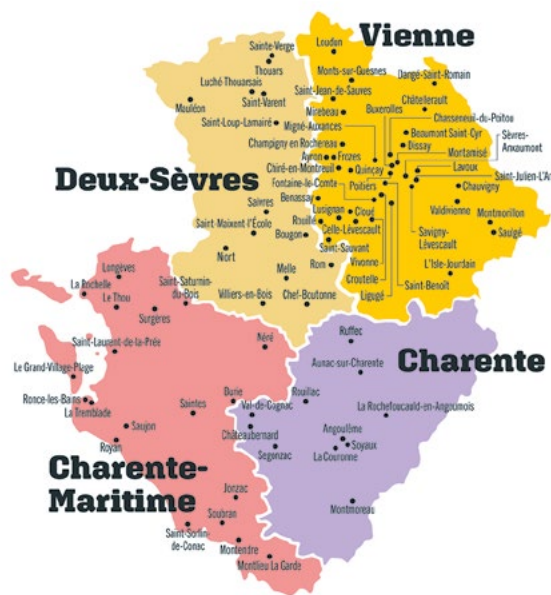 Vienne
Sainte-Verge
Thouars
Loudun
Monts-sur-Guesnes
Dangé-Saint-Romain
Luché Thouarsais
Mauléon
Saint-Varent
Saint-Jean-de-Sauves
Buxerolles
Châtellerault
Mirebeau
Chasseneuil-du-Poitou
Saint-Loup-Lamairé
Migné-Auxances
Beaumont Saint-Cyr
Sèvres-
Anxaumont
Champigny en Rochereau
Dissay
Mortamisé
Ayron
Frozes
Lavoux
Chiré-en-Montreuil
Quinçay
Saint-Julien-L'Ar
Deux-Sèvres
Fontaine-le-Comte
Poitiers
Chauvigny
Benassay
Valdivienne
Saivres
Lusignan
Cloué
Savigny-
Lévescault
Montmorillon
Saint-Maixent l'École
Rouillé
Celle-Lévescault
Saulgé
Bougon
Saint-Sauvant
Niort
Vivonne
Rom
Croutelle
L'Isle-Jourdain
Longèves
Melle
Ligugé
Saint-Benoît
La Rochelle
Saint-Saturnin-
du-Bois
Villiers-en-Bois
Chef-Boutonne
Le Thou
Surgères
Saint-Laurent-de-la-Prée
Néré
Ruffec
Charente
Le Grand-Village-Plage
Aunac-sur-Charente
Ronce-les-Bains
Burie
Rouillac
La Tremblade
Saintes
Val-de-Cognac
La Rochefoucauld-en-Angoumois
Saujon
Châteaubernard
Angoulême
Royan
Segonzac
Soyaux
La Couronne
Charente-
Maritime
Jonzac
Montmoreau
Soubran
Saint-Sorlin-
de-Conac
Montendre
Montlieu La Garde